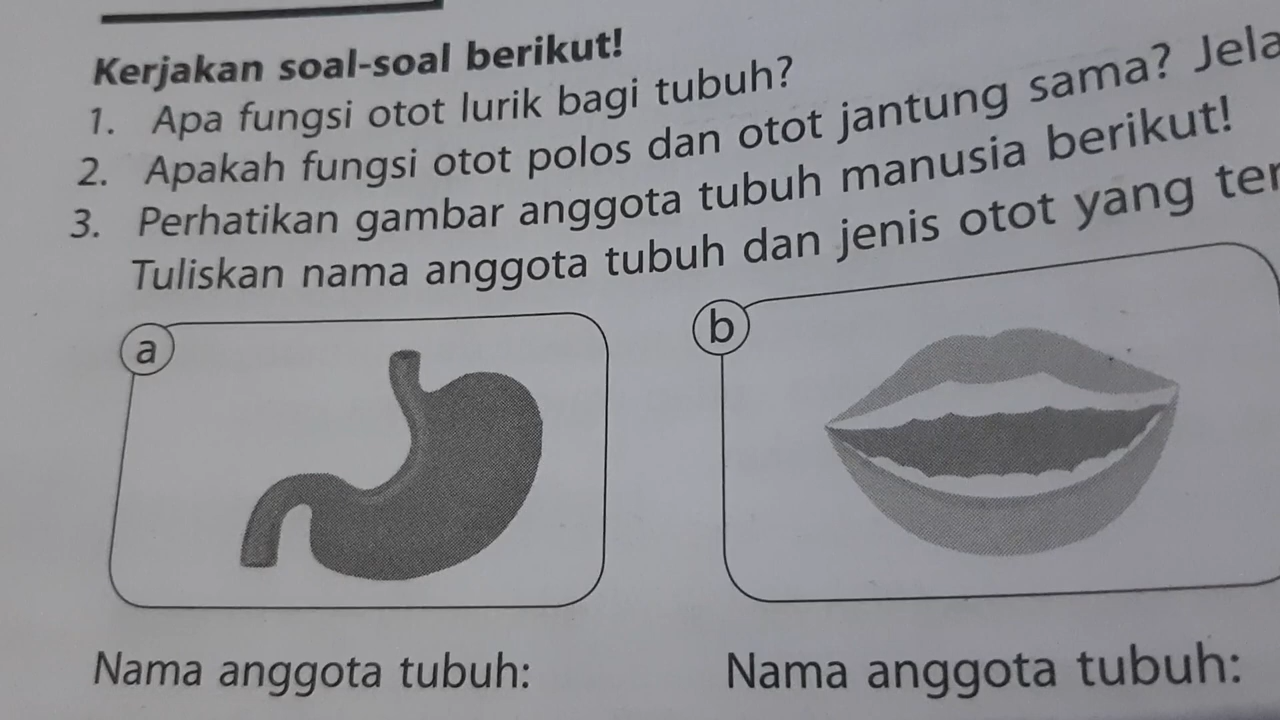 Kerjakan soal-soal berikut!
1. Apa fungsi otot lurik bagi tubuh?
2. Apakah fungsi otot polos dan otot jantung sama?
3. Perhatikan gambar anggota tubuh manusia berikut!
Tuliskan nama anggota tubuh dan jenis otot yang
a
b
Nama anggota tubuh:
Nama anggota tubuh: